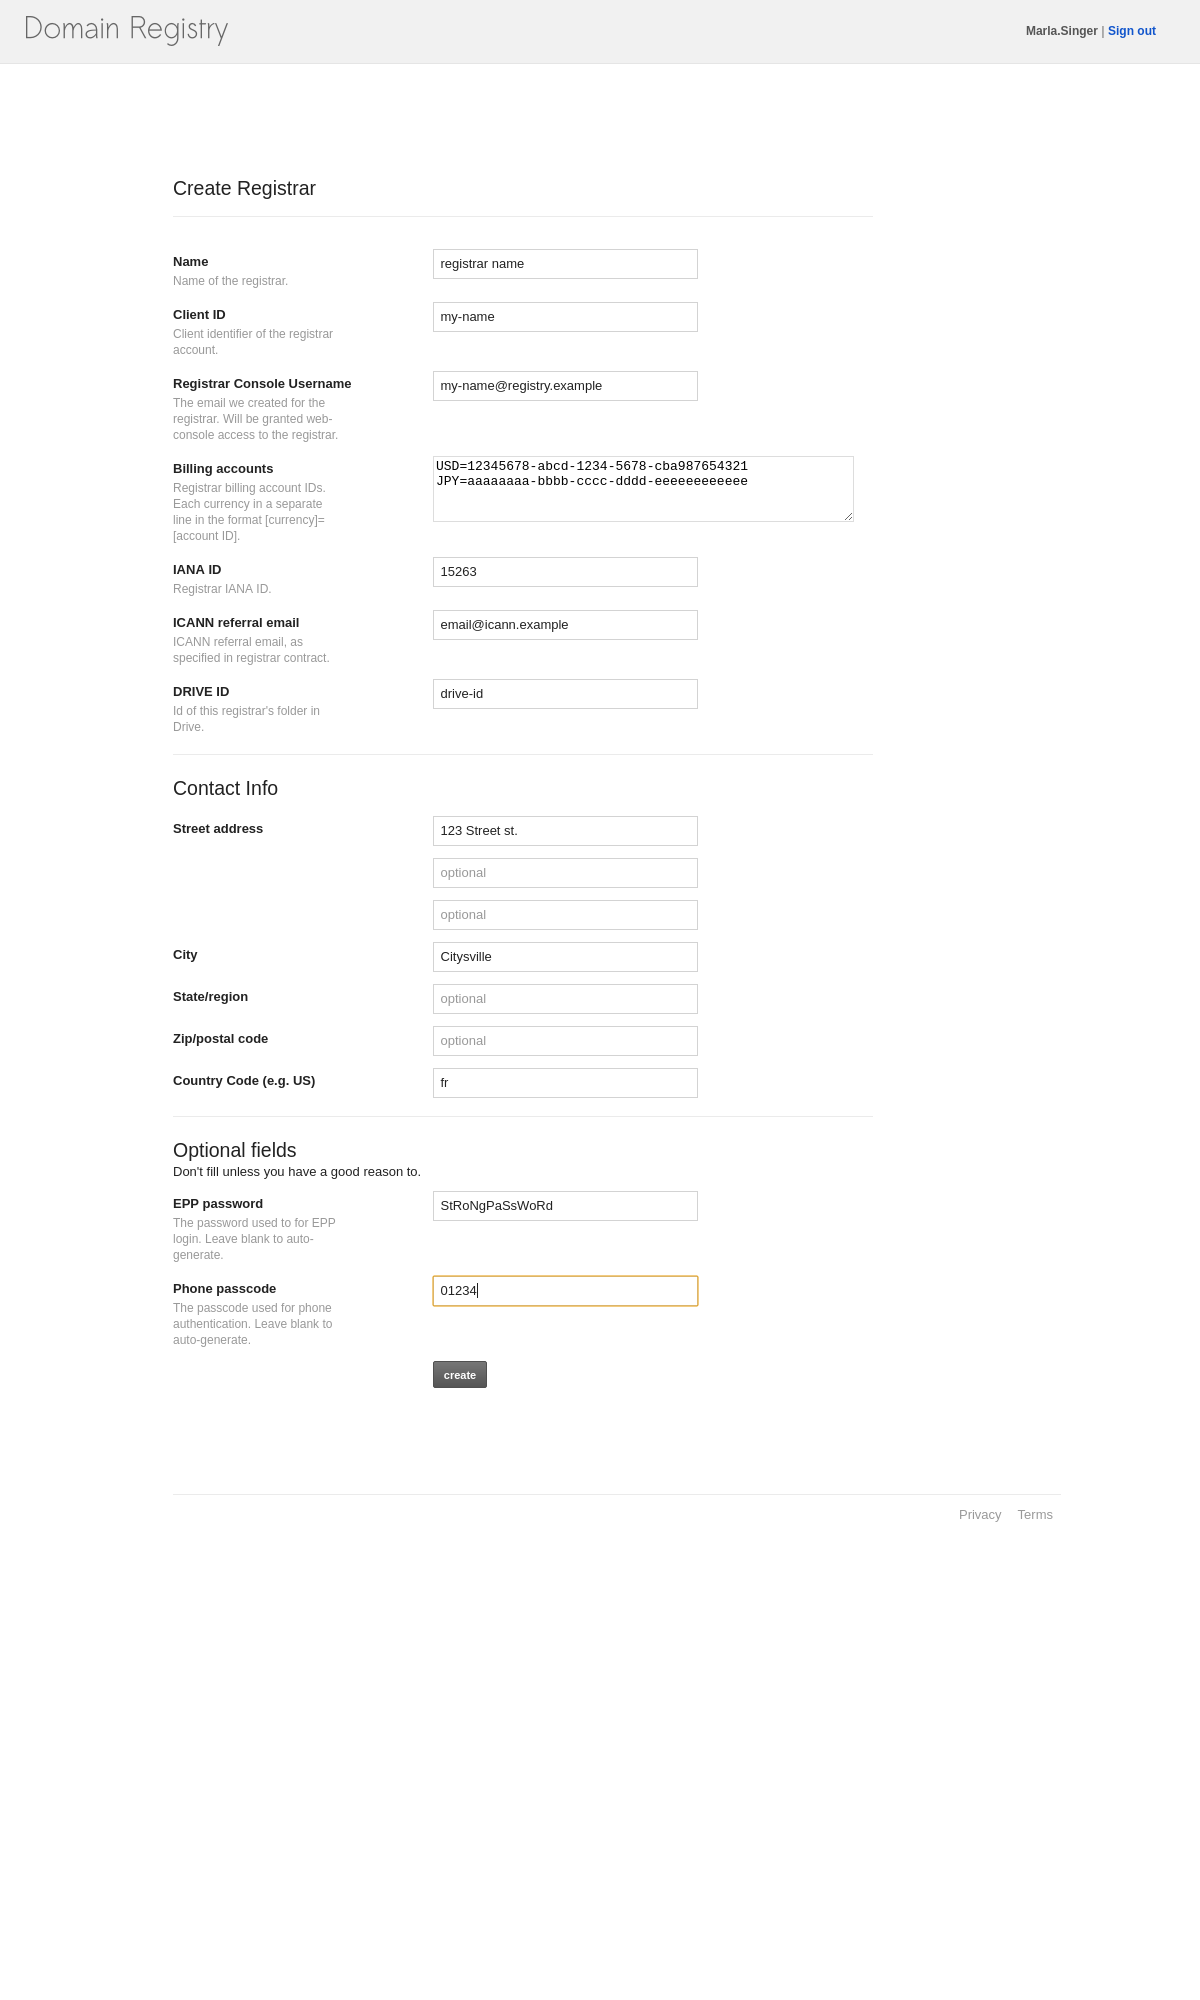 Domain Registry
Marla.Singer | Sign out
Create Registrar
Name
registrar name
Name of the registrar.
Client ID
my-name
Client identifier of the registrar
account.
Registrar Console Username
my-name@registry.example
The email we created for the
registrar. Will be granted web-
console access to the registrar.
Billing accounts
USD=12345678-abcd-1234-5678-cba987654321
JPY=aaaaaaaa-bbbb-cccc-dddd-eeeeeeeeeeee
Registrar billing account IDs.
Each currency in a separate
line in the format [currency]=
[account ID].
IANA ID
15263
Registrar IANA ID.
ICANN referral email
email@icann.example
ICANN referral email, as
specified in registrar contract.
DRIVE ID
drive-id
Id of this registrar's folder in
Drive.
Contact Info
Street address
123 Street st.
optional
optional
City
Citysville
State/region
optional
Zip/postal code
optional
Country Code (e.g. US)
fr
Optional fields
Don't fill unless you have a good reason to.
EPP password
StRoNgPaSsWoRd
The password used to for EPP
login. Leave blank to auto-
generate.
Phone passcode
01234
The passcode used for phone
authentication. Leave blank to
auto-generate.
create
Privacy Terms